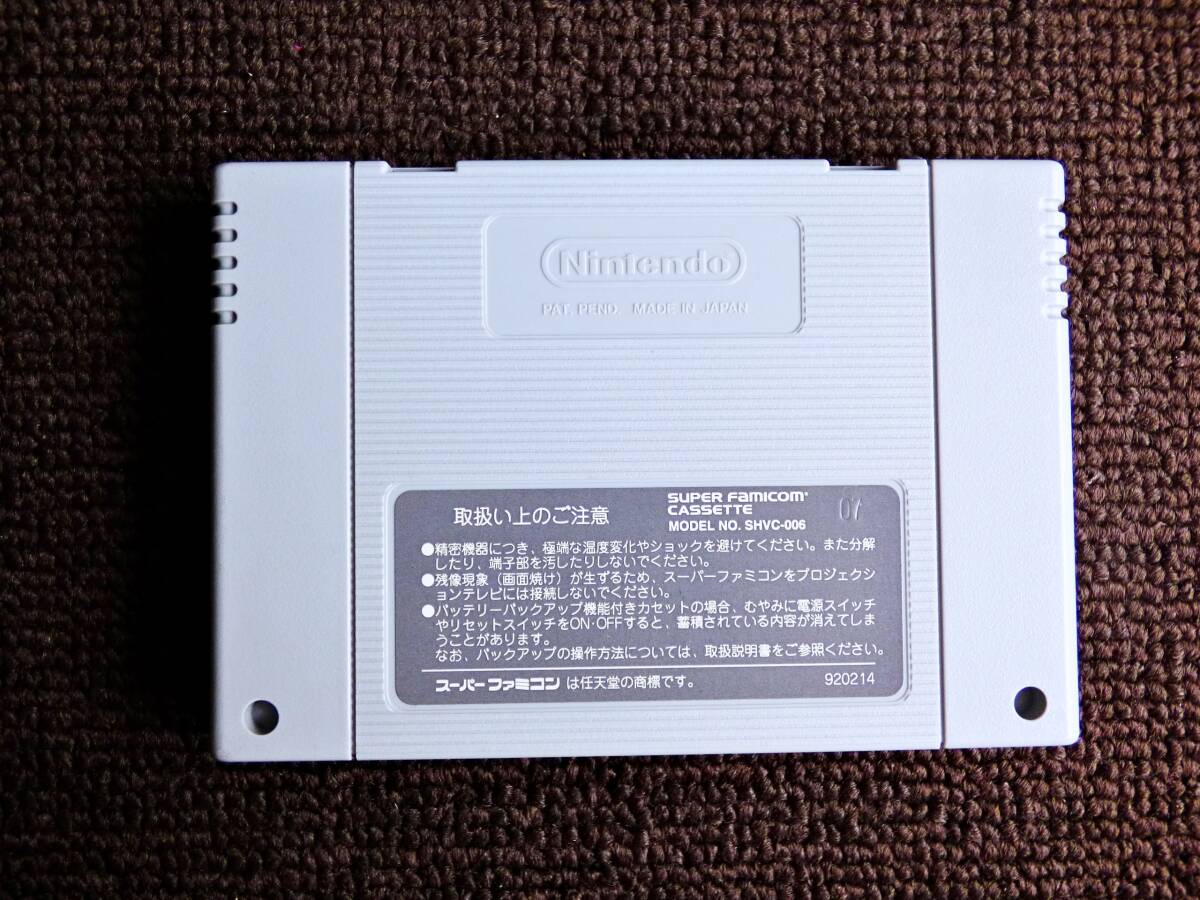 Nintendo
PAT. PEND. MADE IN JAPAN
取扱い上のご注意
SUPER FAMICOM
CASSETTE
MODEL NO. SHVC-006
07
●精密機器につき、極端な温度変化やショックを避けてください。また分解
したり、端子部を汚したりしないでください。
●残像現象（画面焼け）が生ずるため、スーパーファミコンをプロジェクシ
ョンテレビには接続しないでください。
●バッテリーバックアップ機能付きカセットの場合、むやみに電源スイッチ
やリセットスイッチをON·OFFすると、蓄積されている内容が消えてしま
うことがあります。
なお、バックアップの操作方法については、取扱説明書をご参照ください。
スーパーファミコン は任天堂の商標です。
920214